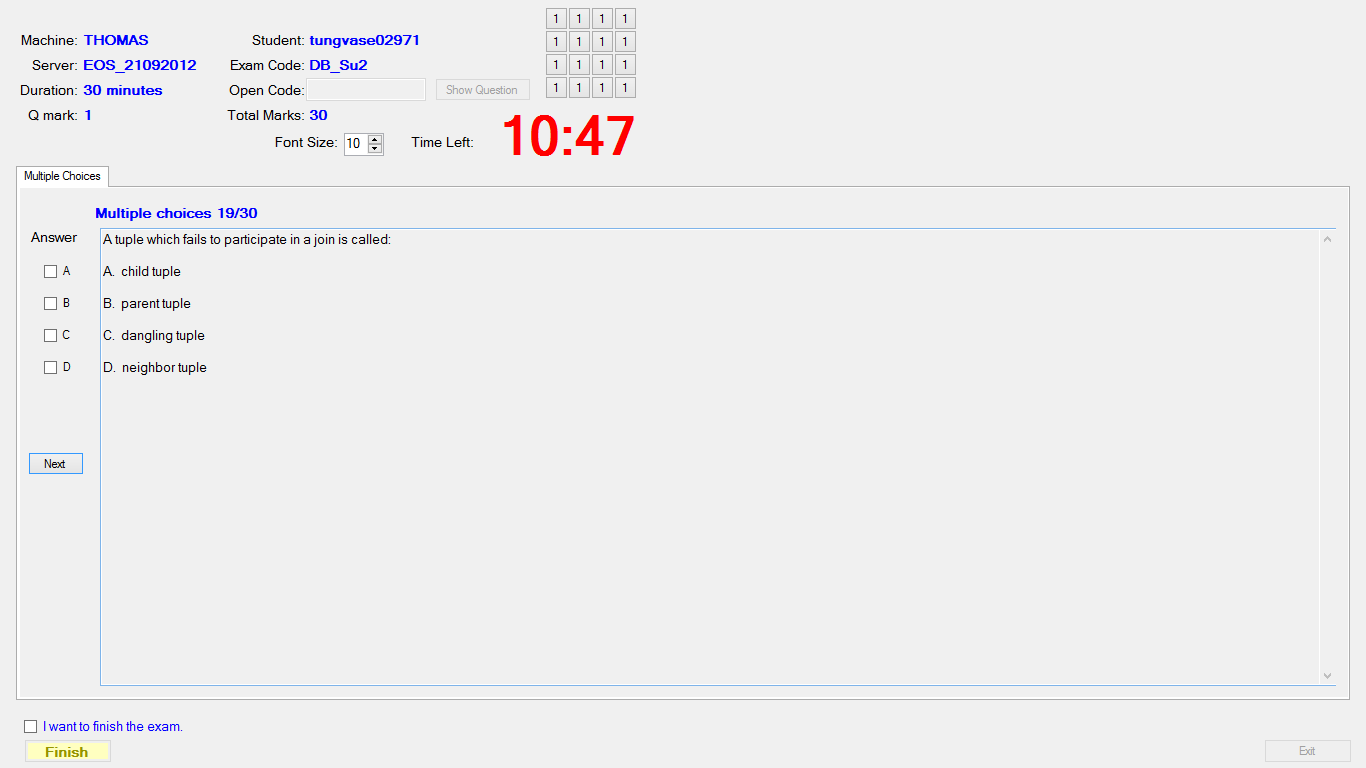 1 1 1 1
Machine: THOMAS Student: tungvase02971
1 1 1 1
Server: EOS_21092012 Exam Code: DB_Su2
1 1 1 1
Duration: 30 minutes Open Code: Show Question
1 1 1 1
Q mark: 1 Total Marks: 30
Font Size: 10 Time Left: 10:47
Multiple Choices
Multiple choices 19/30
Answer
A tuple which fails to participate in a join is called:
A A. child tuple
B B. parent tuple
C C. dangling tuple
D D. neighbor tuple
Next
I want to finish the exam.
Finish Exit